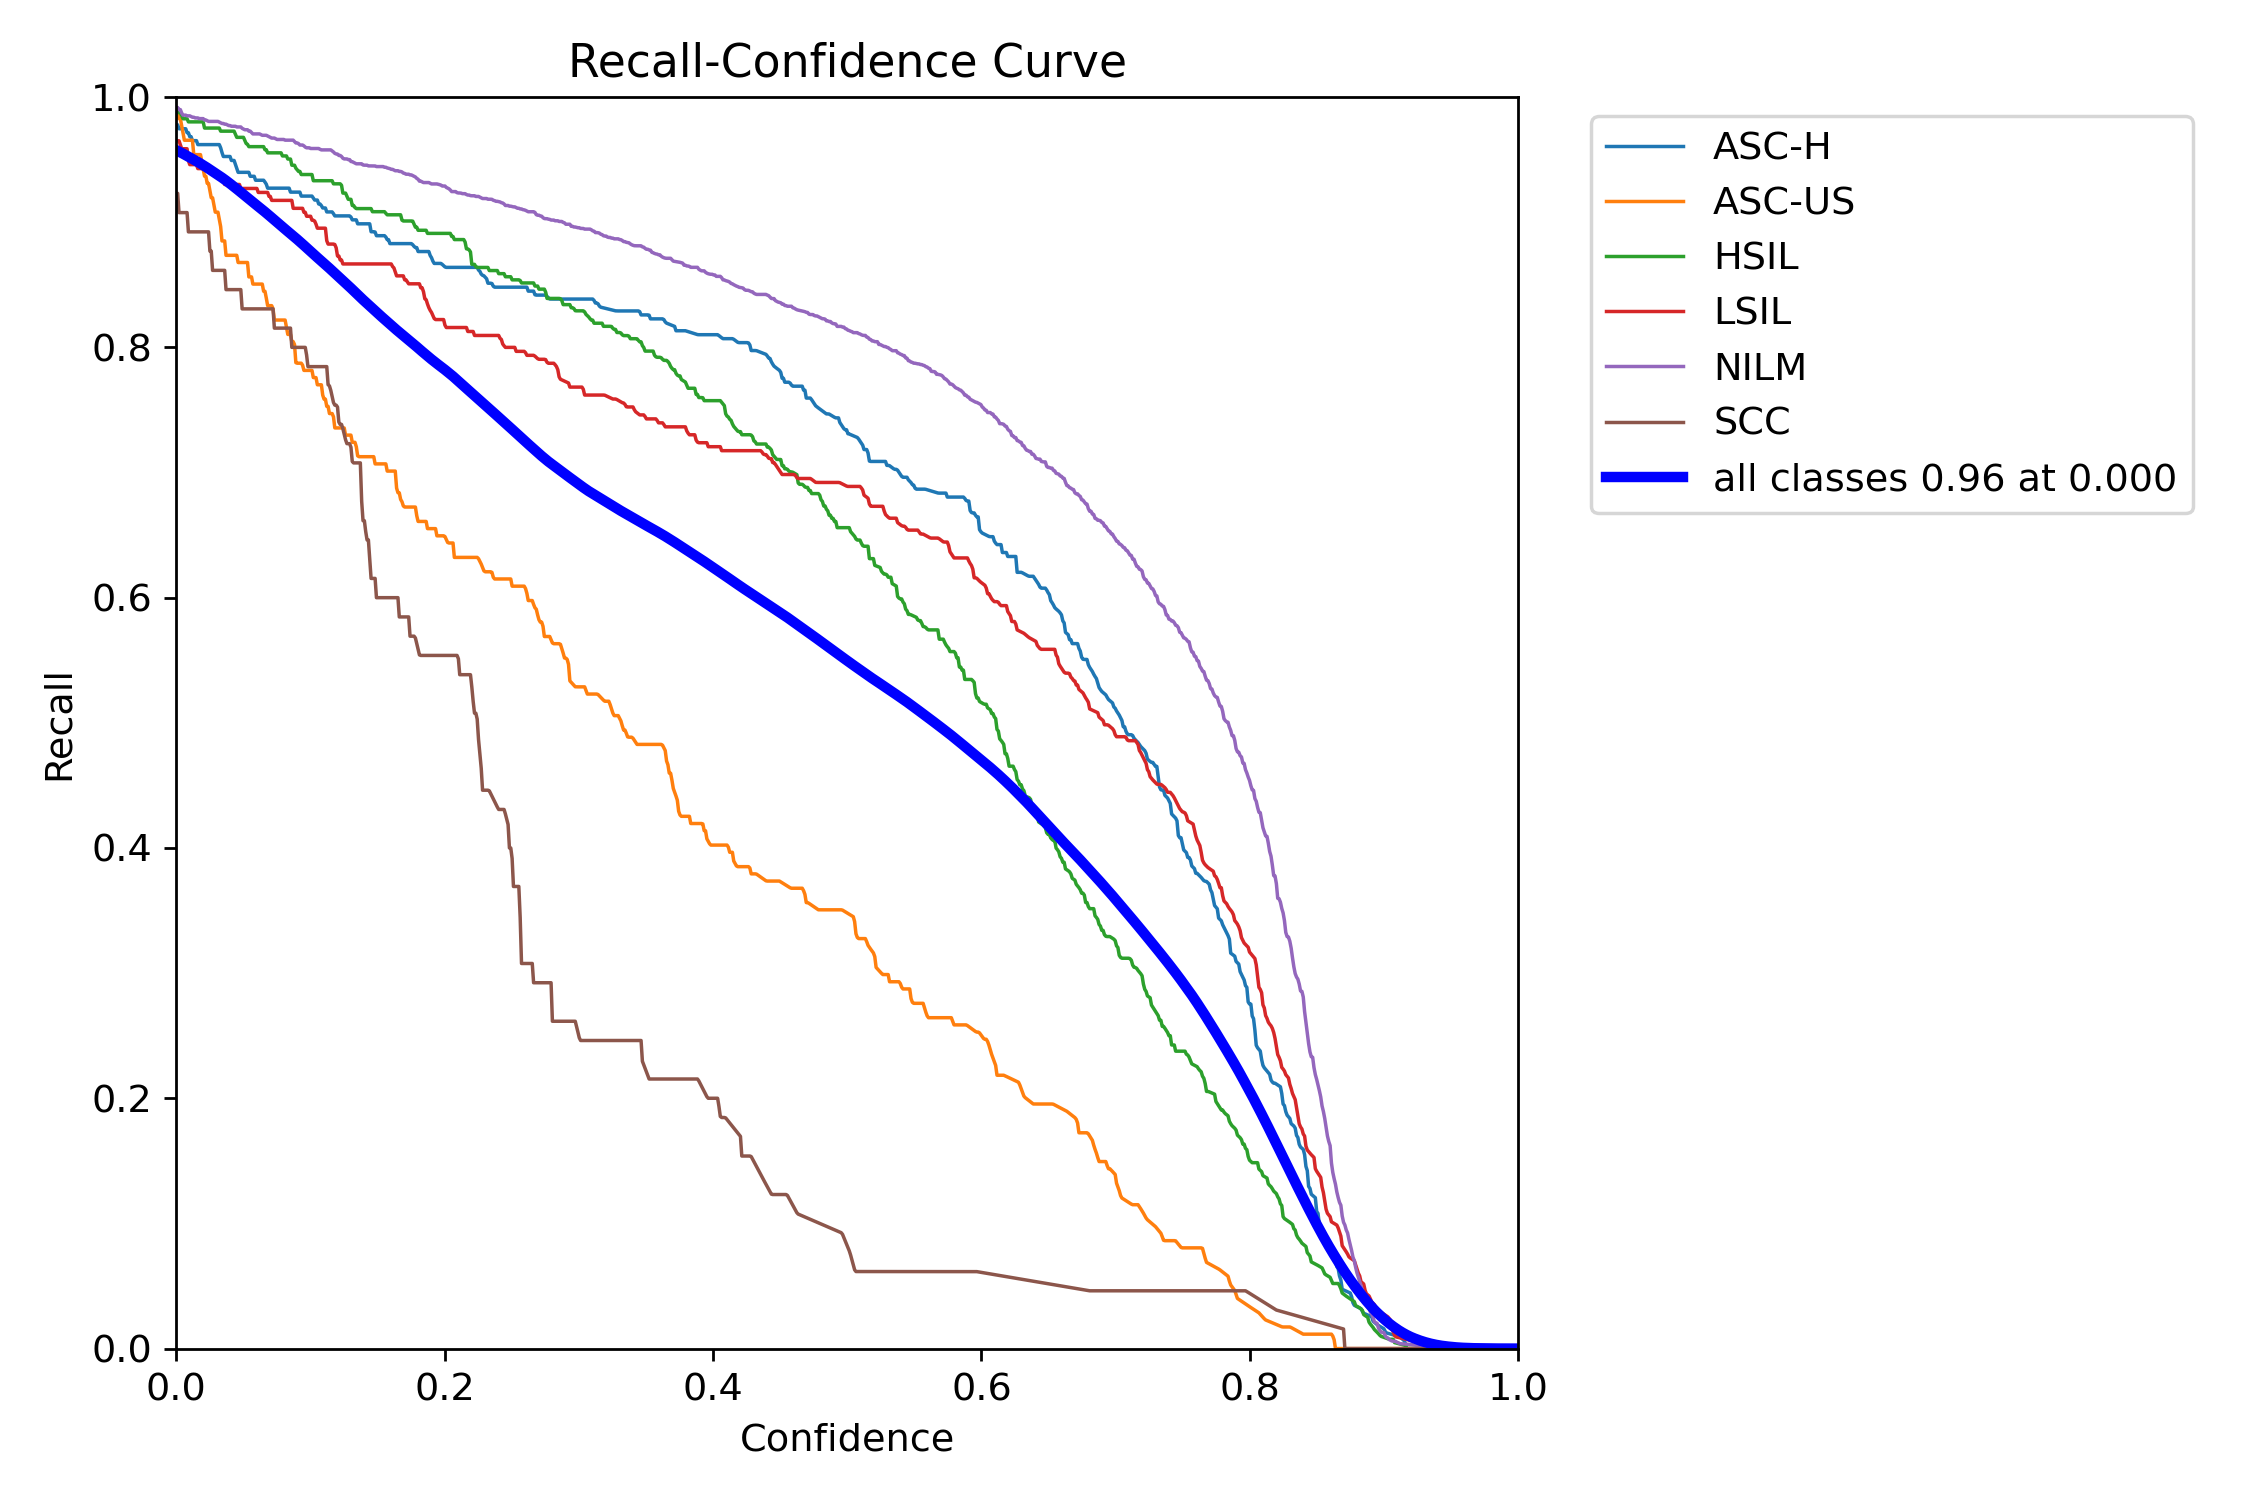 Recall-Confidence Curve
1.0
0.8
0.6
0.4
0.2
0.0
Recall
0.0 0.2 0.4 0.6 0.8 1.0
Confidence
ASC-H
ASC-US
HSIL
LSIL
NILM
SCC
all classes 0.96 at 0.000